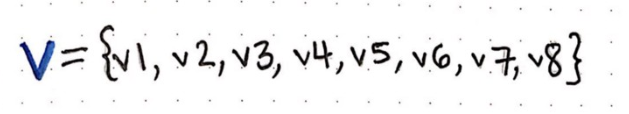 V = {v1, v2, v3, v4, v5, v6, v7, v8}